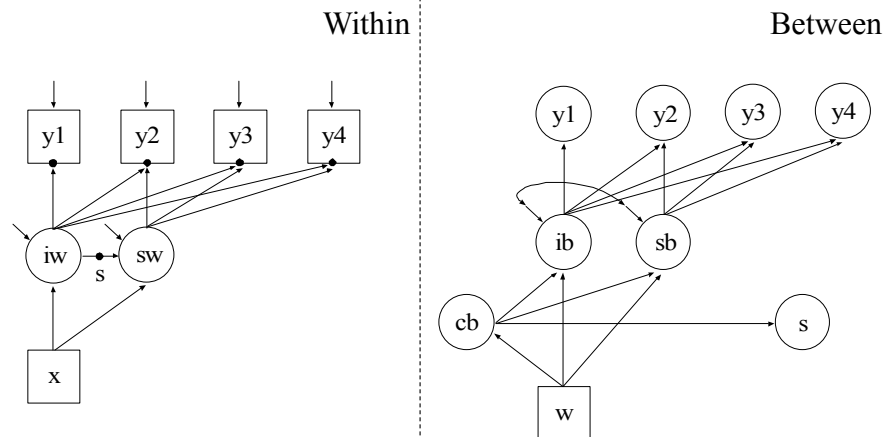 Within
Between
y1 y2 y3 y4
y1 y2 y3 y4
iw s sw
ib sb
cb s
x
w